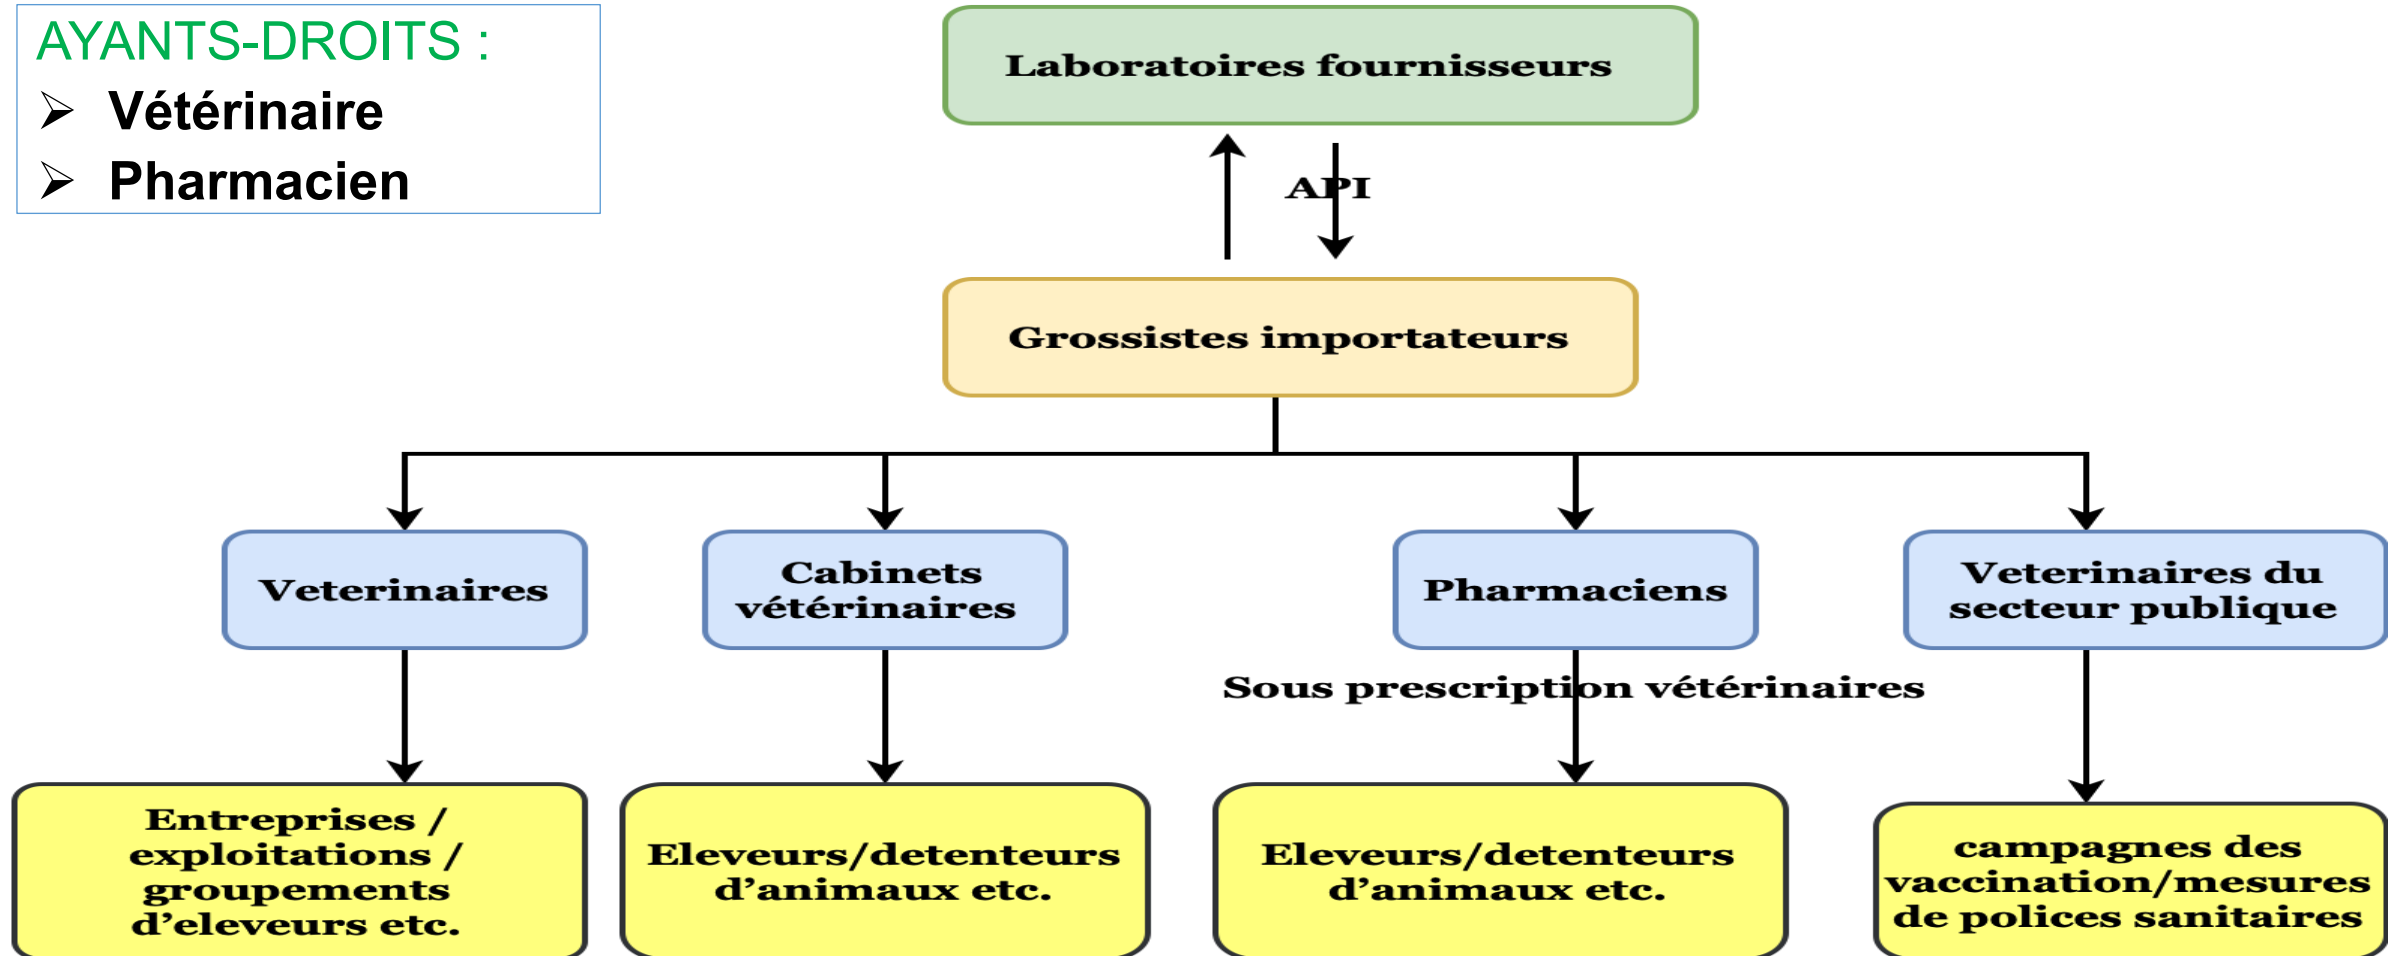 AYANTS-DROITS :
➢ Vétérinaire
➢ Pharmacien
Laboratoires fournisseurs
API
Grossistes importateurs
Veterinaires
Cabinets
vétérinaires
Pharmaciens
Veterinaires du
secteur publique
Sous prescription vétérinaires
Entreprises /
exploitations /
groupements
d’eleveurs etc.
Eleveurs/detenteurs
d’animaux etc.
Eleveurs/detenteurs
d’animaux etc.
campagnes des
vaccination/mesures
de polices sanitaires